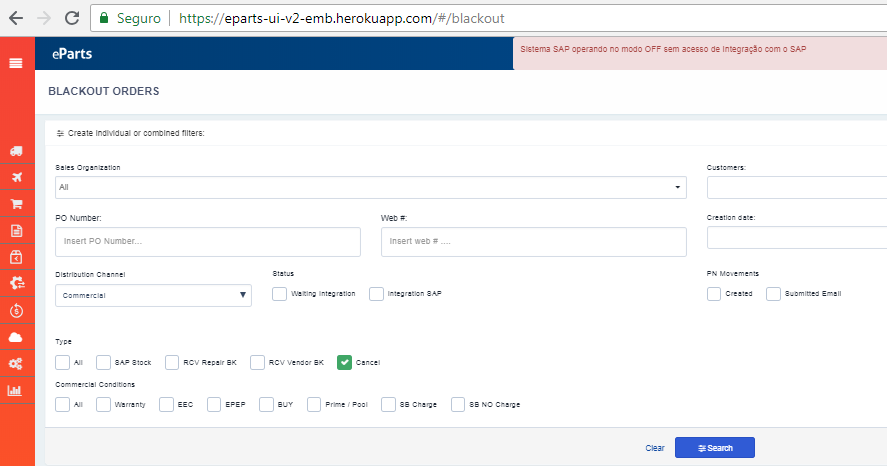 Seguro https://eparts-ui-v2-emb.herokuapp.com/#/blackout
eParts
Sistema SAP operando no modo OFF sem acesso de integração com o SAP
BLACKOUT ORDERS
Create individual or combined filters:
Sales Organization
Customers:
All
PO Number:
Web #:
Creation date:
Insert PO Number...
Insert web # ....
Distribution Channel
Status
PN Movements
Commercial
Waiting Integration
Integration SAP
Created
Submitted Email
Type
All
SAP Stock
RCV Repair BK
RCV Vendor BK
Cancel
Commercial Conditions
All
Warranty
EEC
EPEP
BUY
Prime / Pool
SB Charge
SB NO Charge
Clear
Search